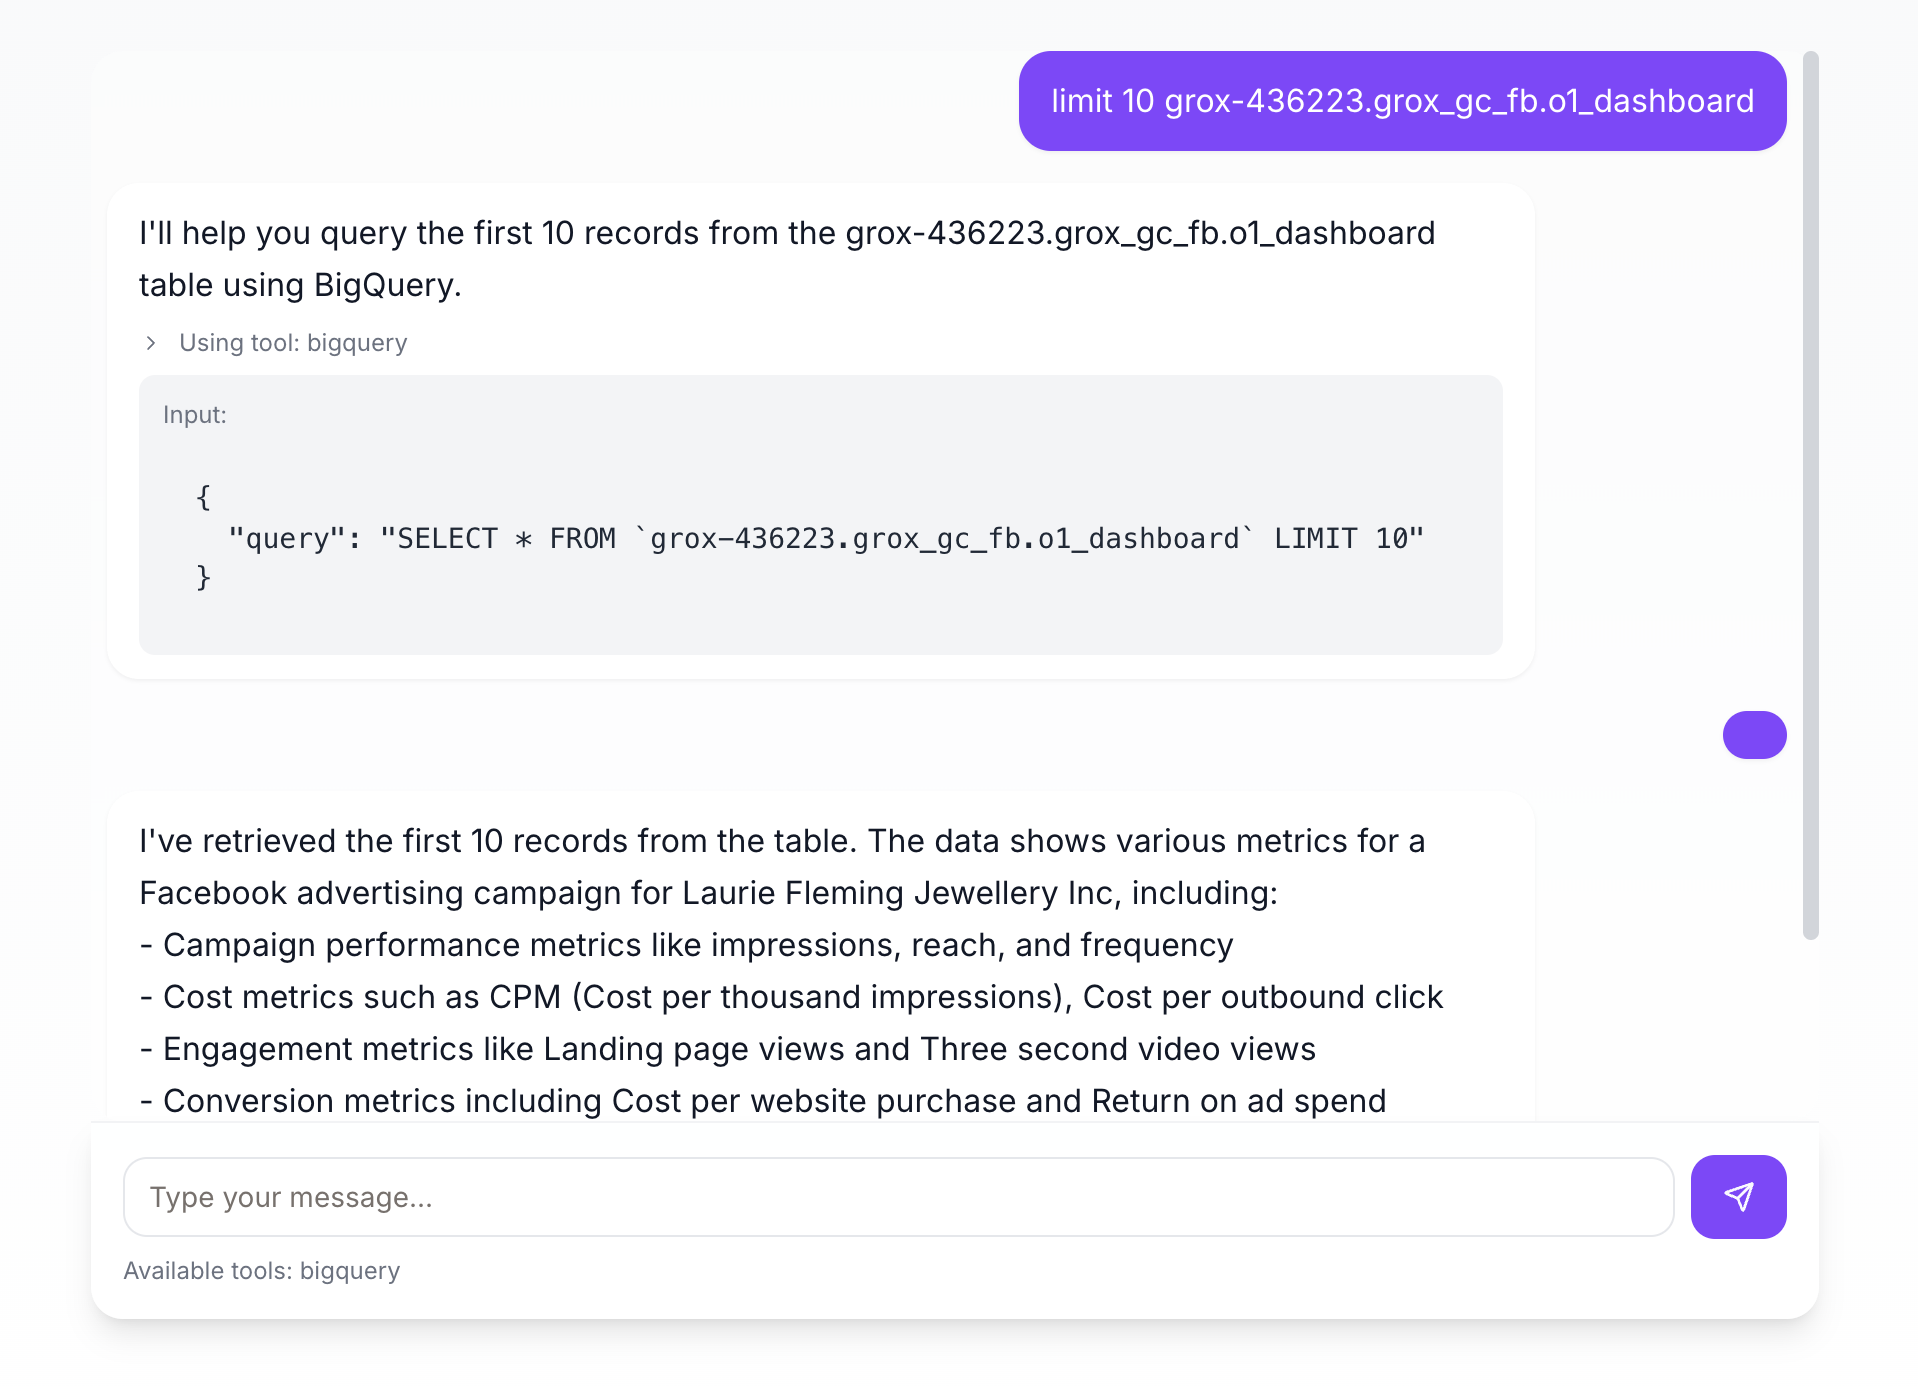 limit 10 grox-436223.grox_gc_fb.o1_dashboard
I'll help you query the first 10 records from the grox-436223.grox_gc_fb.o1_dashboard
table using BigQuery.
Using tool: bigquery
Input:
{
  "query": "SELECT * FROM `grox-436223.grox_gc_fb.o1_dashboard` LIMIT 10"
}
I've retrieved the first 10 records from the table. The data shows various metrics for a
Facebook advertising campaign for Laurie Fleming Jewellery Inc, including:
- Campaign performance metrics like impressions, reach, and frequency
- Cost metrics such as CPM (Cost per thousand impressions), Cost per outbound click
- Engagement metrics like Landing page views and Three second video views
- Conversion metrics including Cost per website purchase and Return on ad spend
Type your message...
Available tools: bigquery